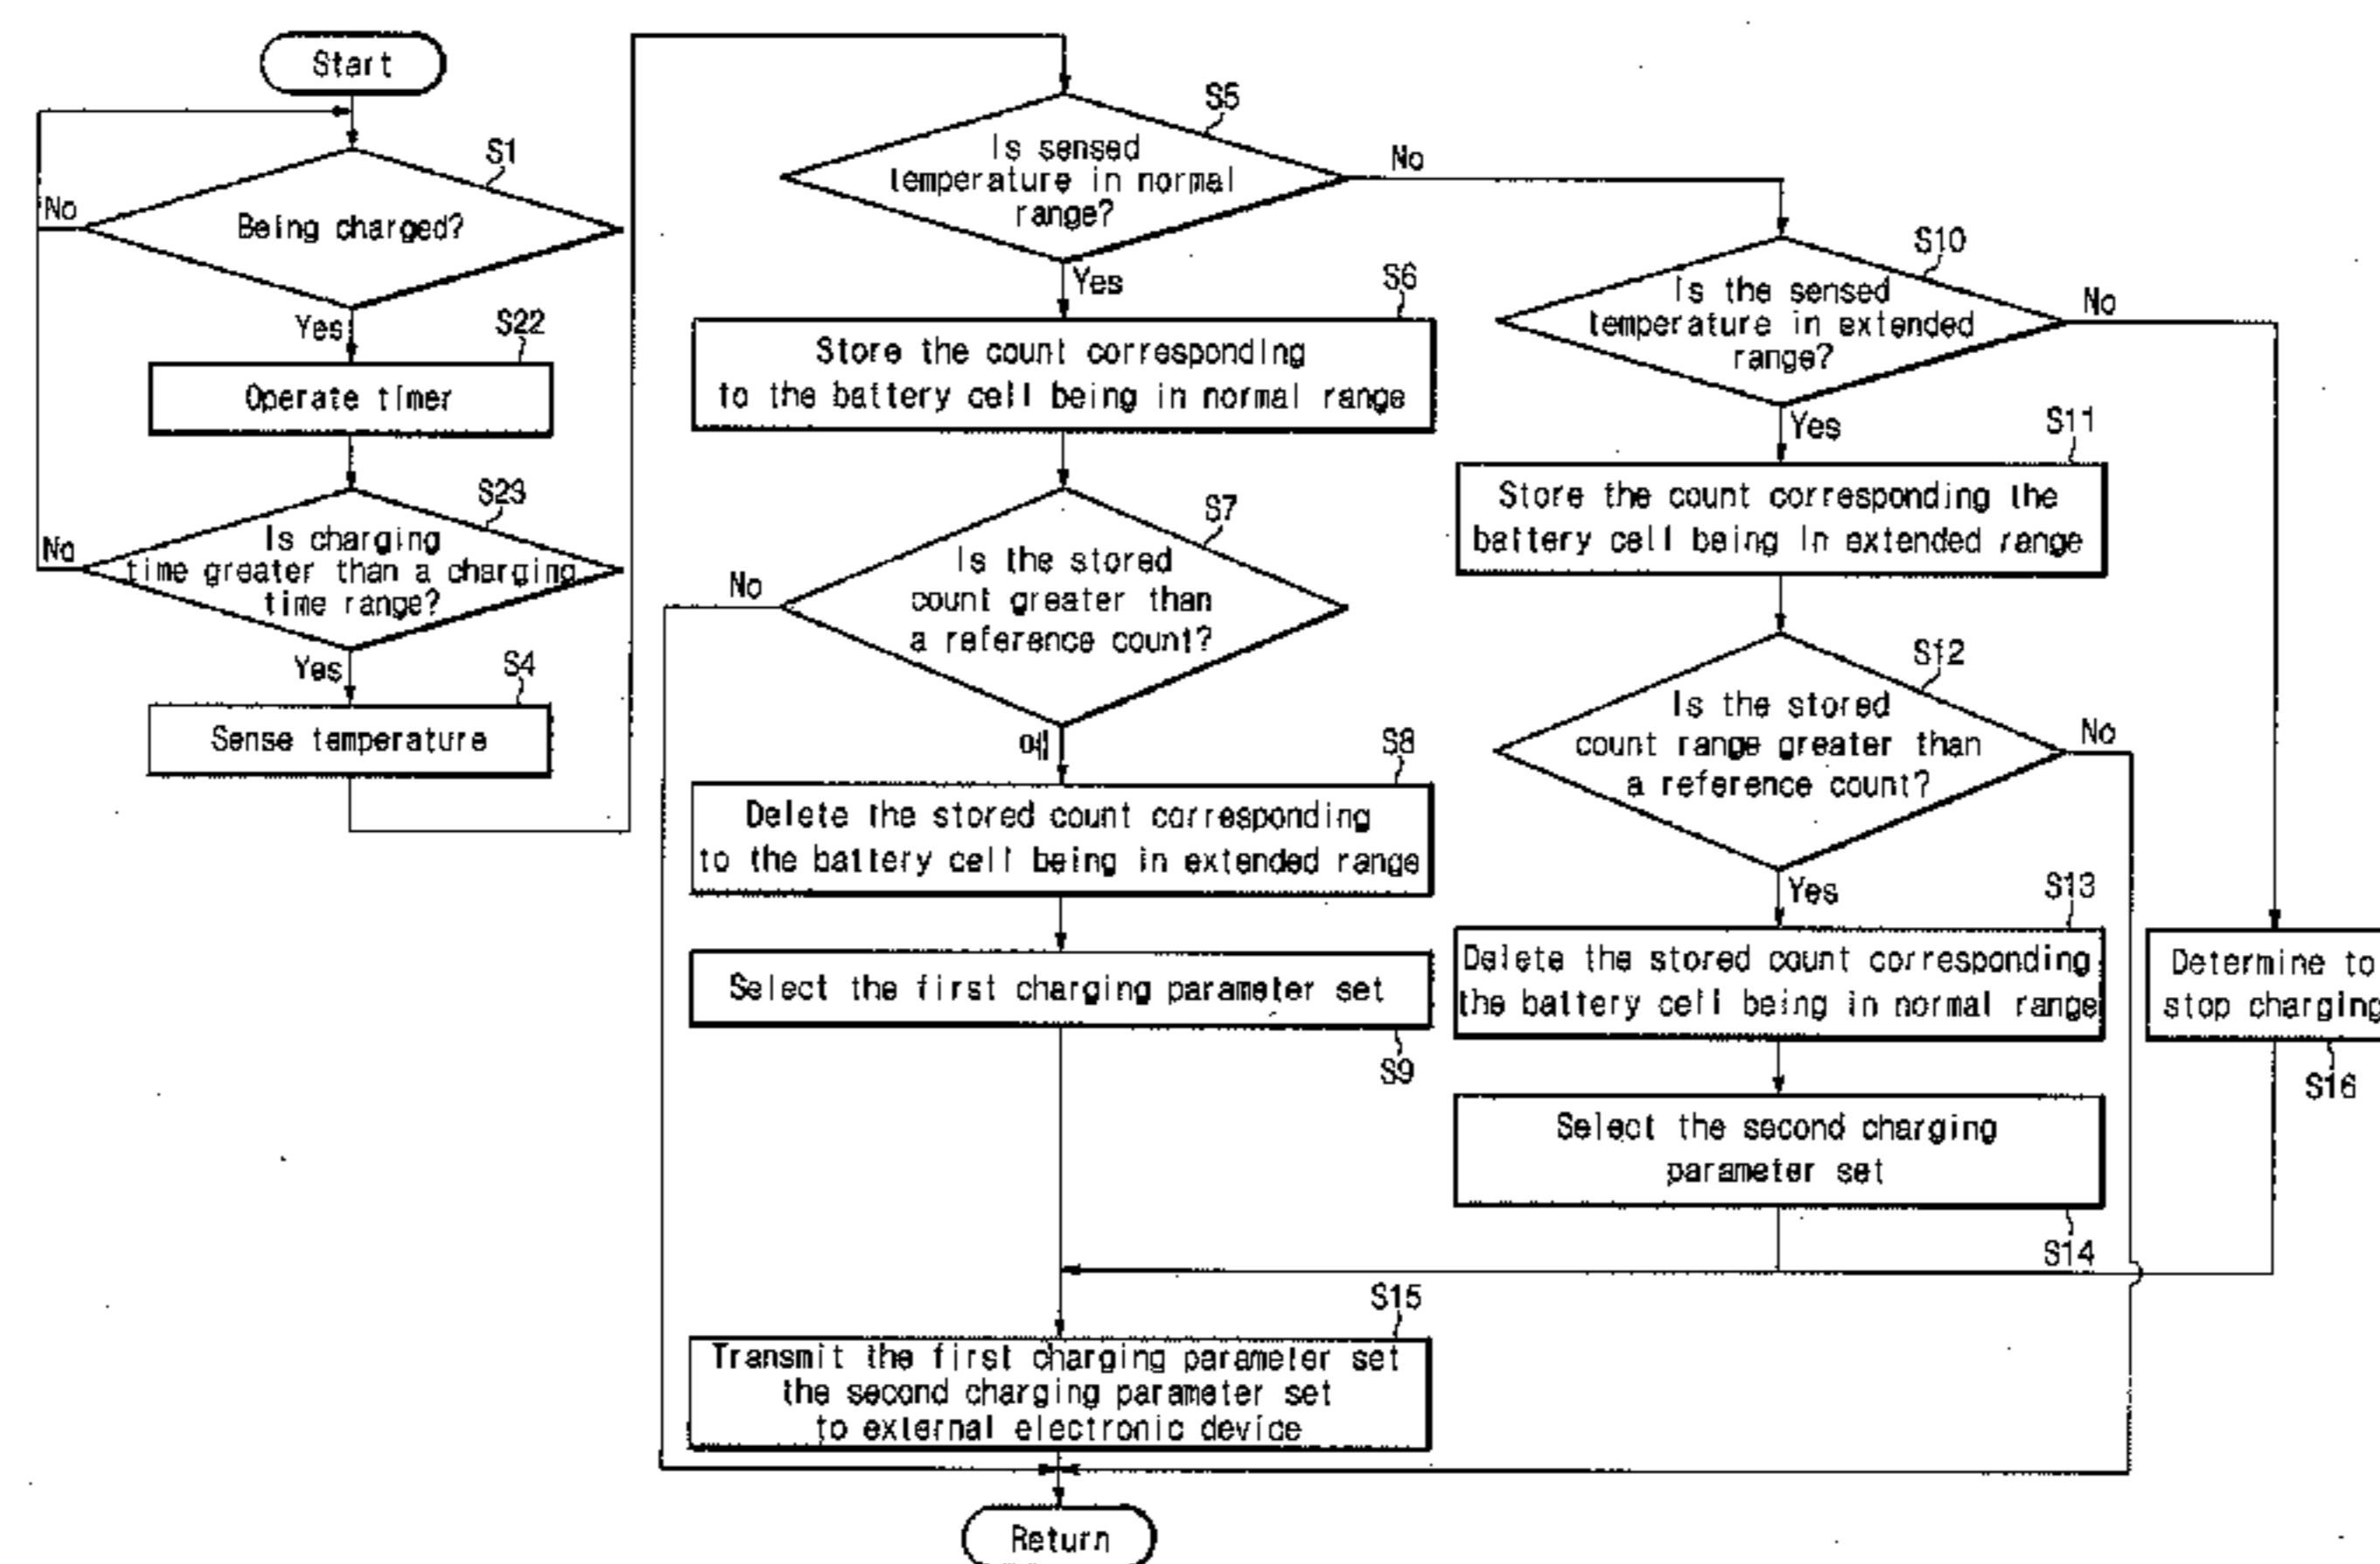 Start
S1
No
Being charged?
Yes
S22
Operate timer
S23
No
Is charging
time greater than a charging
time range?
Yes
S4
Sense temperature
S5
Is sensed
temperature in normal
range?
No
Yes
S6
Store the count corresponding
to the battery cell being in normal range
S7
No
Is the stored
count greater than
a reference count?
예
S8
Delete the stored count corresponding
to the battery cell being in extended range
Select the first charging parameter set
S9
S10
Is the sensed
temperature in extended
range?
No
Yes
S11
Store the count corresponding the
battery cell being in extended range
S12
Is the stored
count range greater than
a reference count?
No
Yes
S13
Delete the stored count corresponding
the battery cell being in normal range
Select the second charging
parameter set
S14
Determine to
stop charging
S16
S15
Transmit the first charging parameter set
the second charging parameter set
to external electronic device
Return